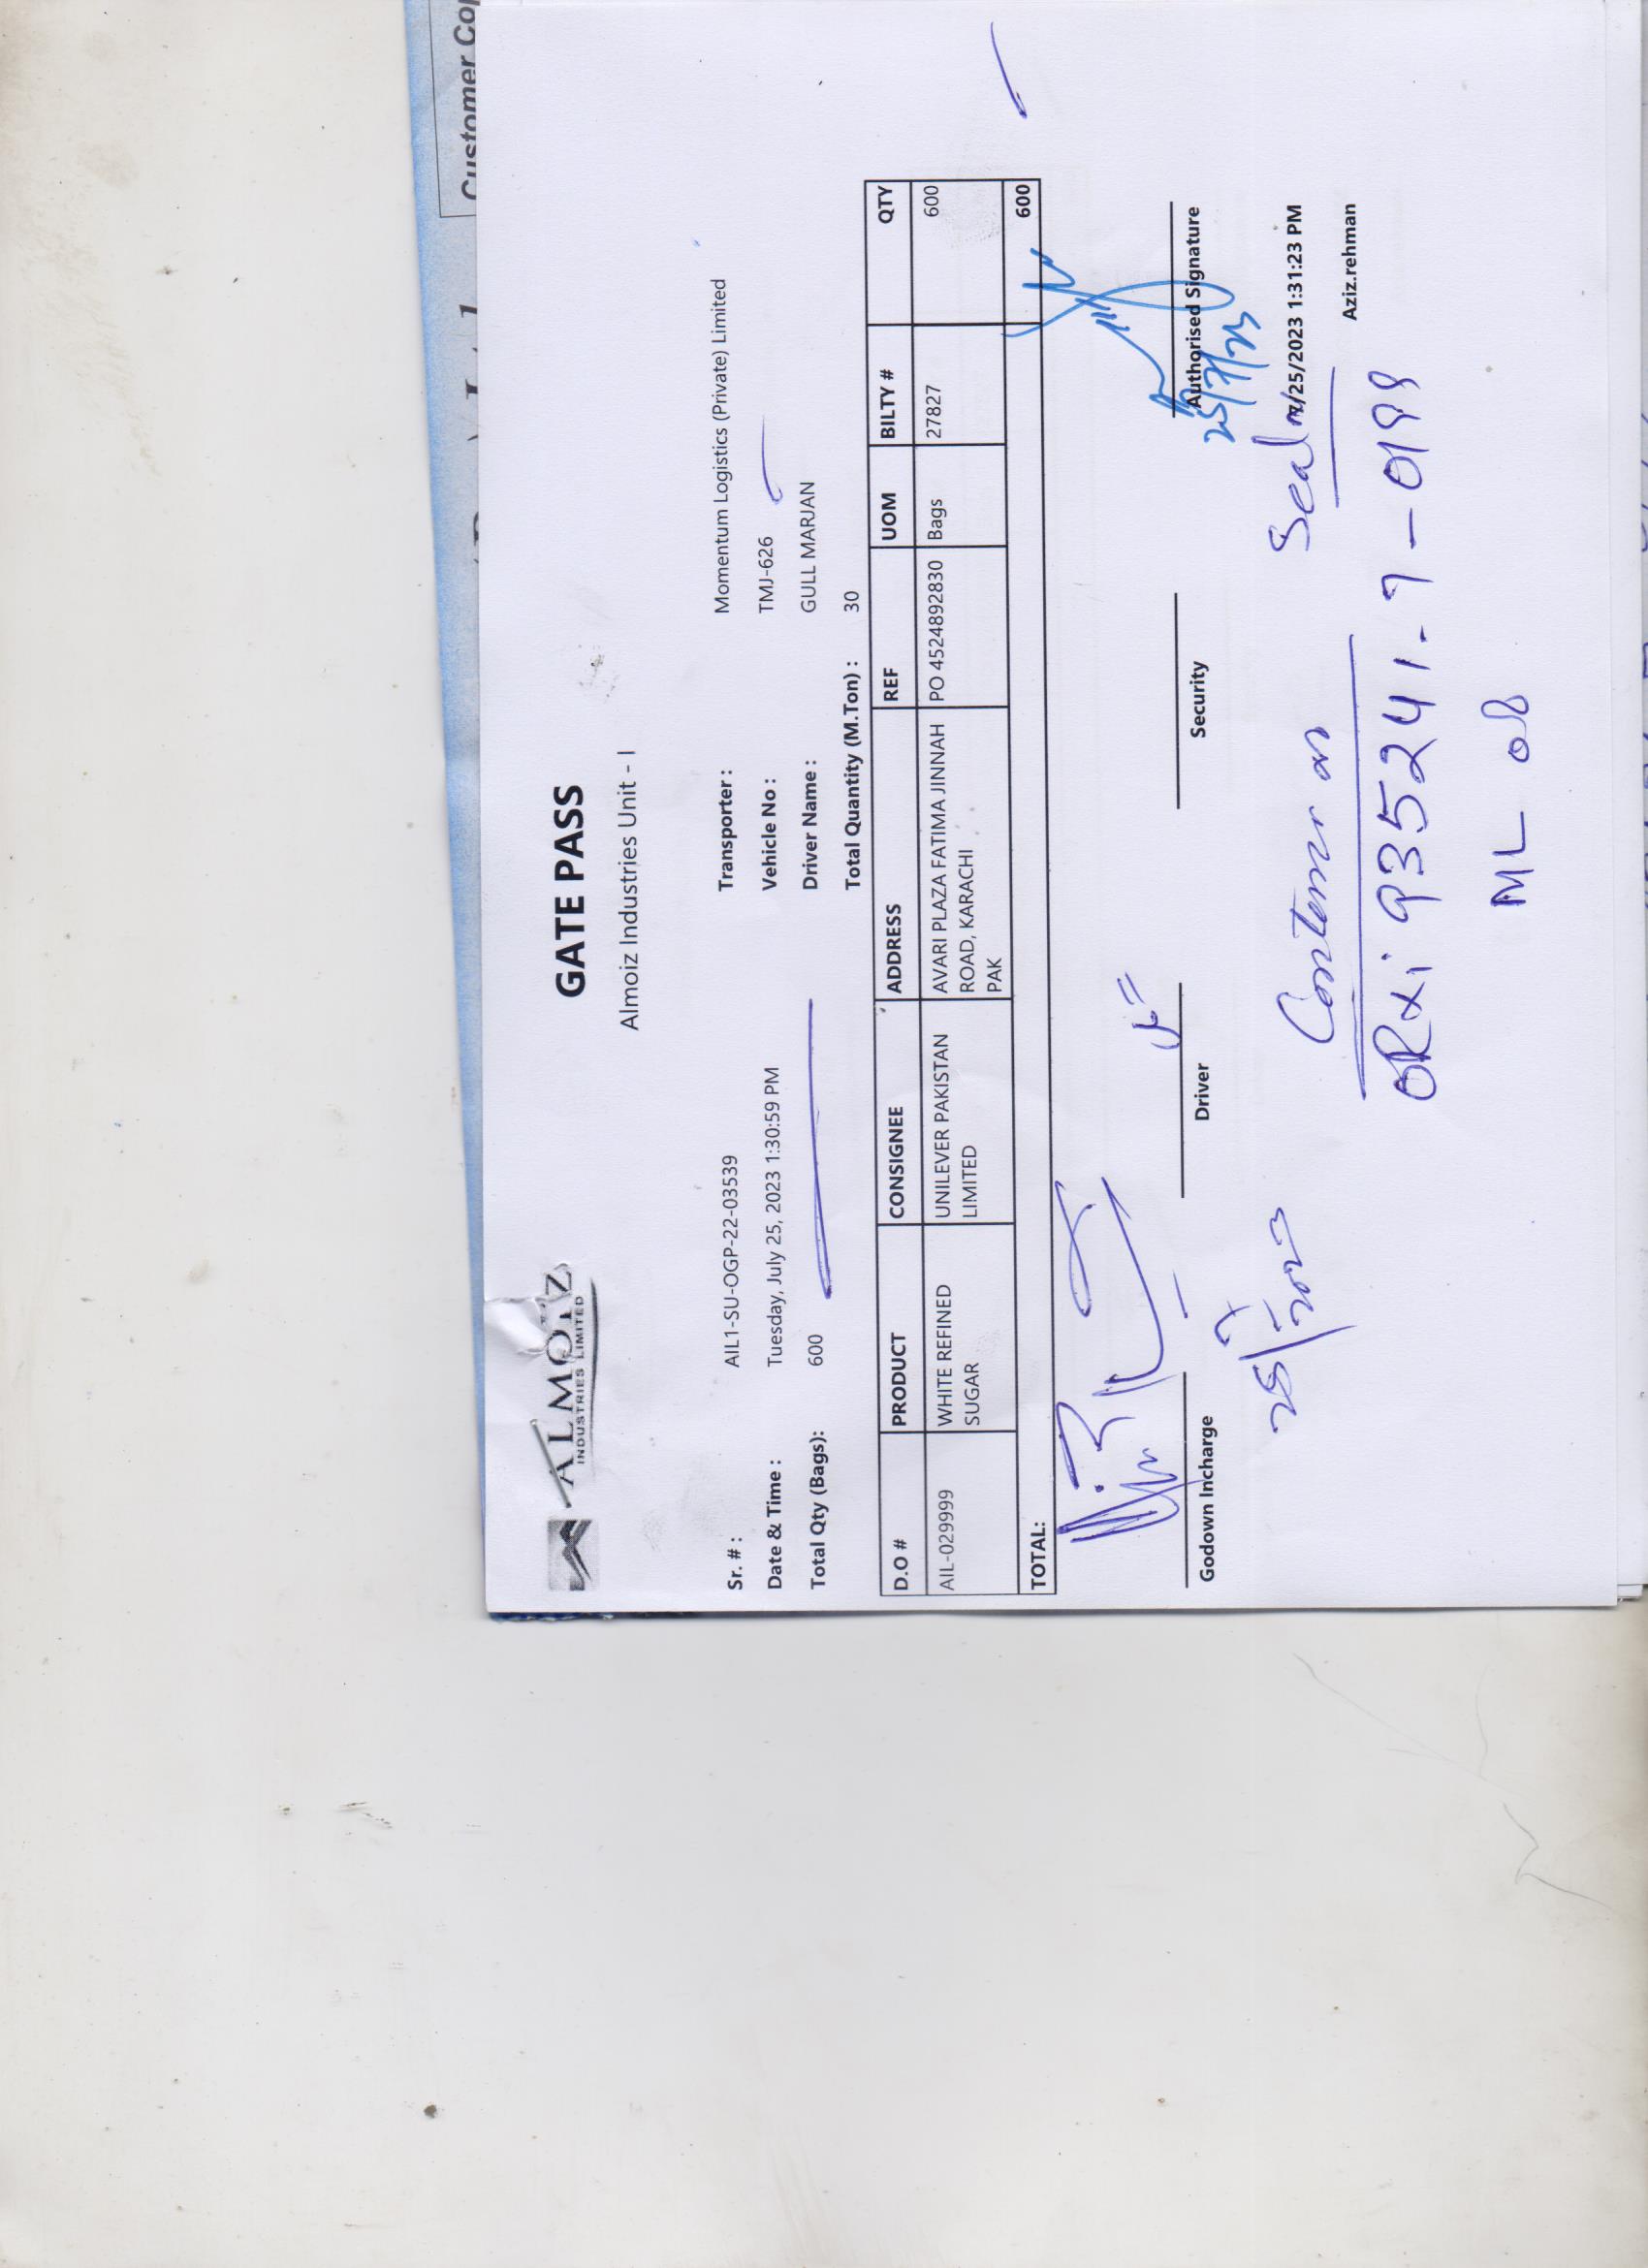 Customer Cop
ALMOIZ
INDUSTRIES LIMITED
GATE PASS
Almoiz Industries Unit - I
Sr. # : AIL1-SU-OGP-22-03539 Transporter : Momentum Logistics (Private) Limited
Date & Time : Tuesday, July 25, 2023 1:30:59 PM Vehicle No : TMJ-626
Total Qty (Bags): 600 Driver Name : GULL MARJAN
Total Quantity (M.Ton) : 30
D.O # PRODUCT CONSIGNEE ADDRESS REF UOM BILTY # QTY
AIL-029999 WHITE REFINED UNILEVER PAKISTAN AVARI PLAZA FATIMA JINNAH PO 4524892830 Bags 27827 600
SUGAR LIMITED ROAD, KARACHI
PAK
TOTAL: 600
Godown Incharge Driver Security Authorised Signature
25/7/23
25/7/2023
Seal 7/25/2023 1:31:23 PM
Aziz.rehman
ORXi 935241.7-0199
ML 08